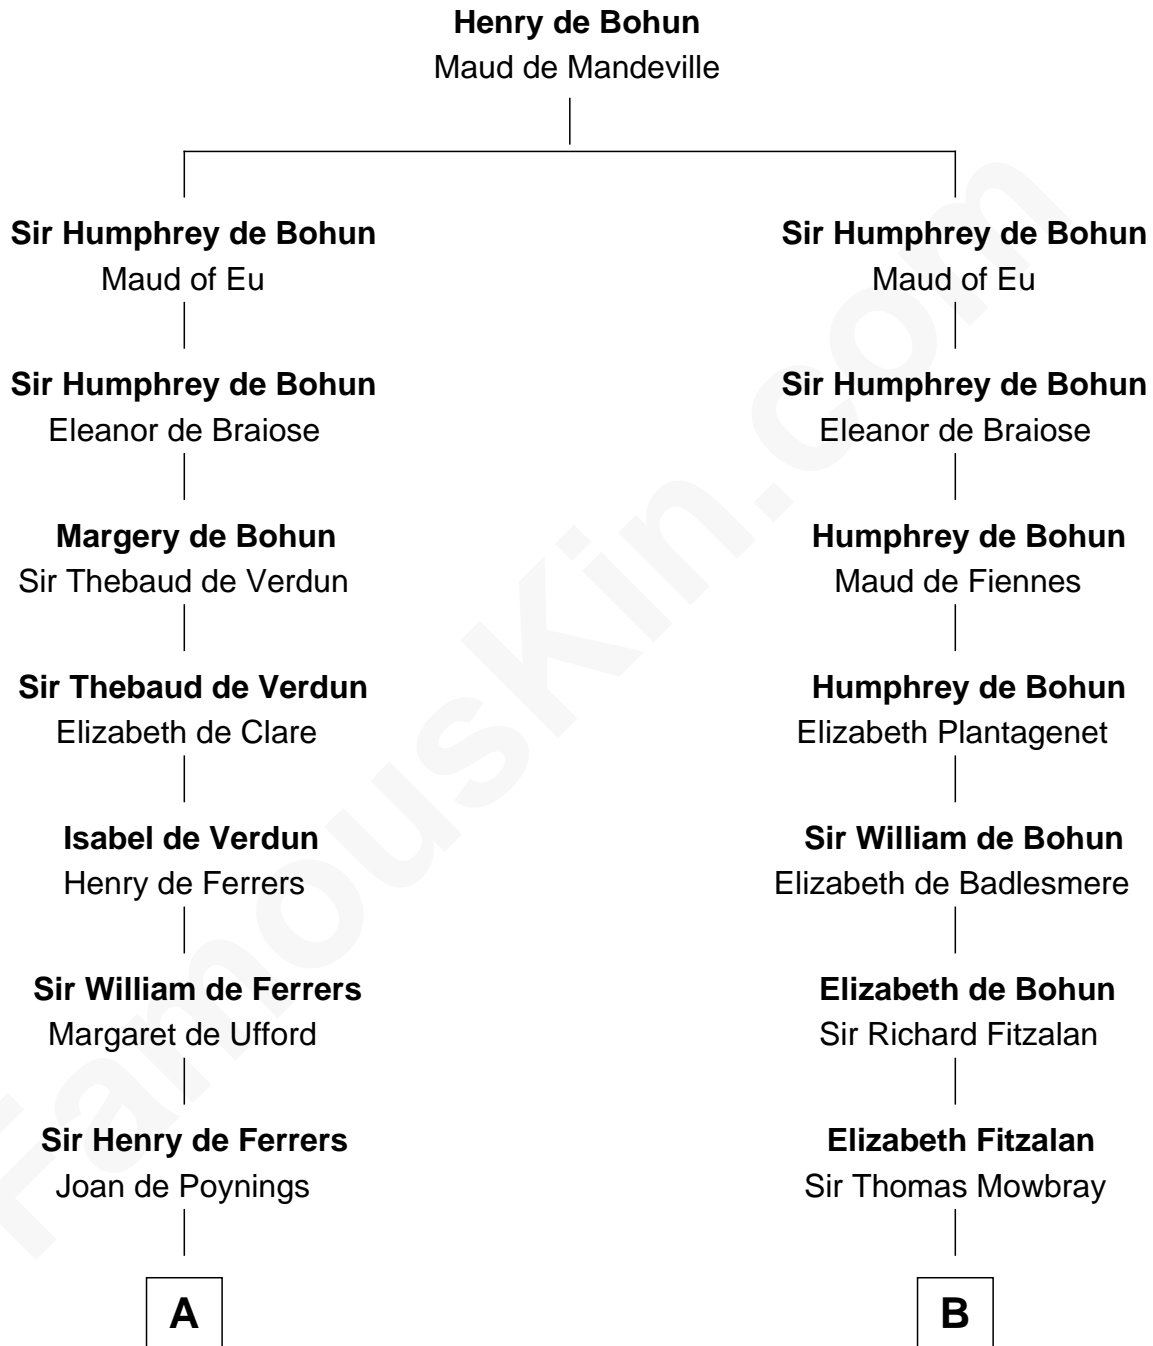 Henry de Bohun
Maud de Mandeville
Sir Humphrey de Bohun
Maud of Eu
Sir Humphrey de Bohun
Eleanor de Braiose
Margery de Bohun
Sir Thebaud de Verdun
Sir Thebaud de Verdun
Elizabeth de Clare
Isabel de Verdun
Henry de Ferrers
Sir William de Ferrers
Margaret de Ufford
Sir Henry de Ferrers
Joan de Poynings
A
Sir Humphrey de Bohun
Maud of Eu
Sir Humphrey de Bohun
Eleanor de Braiose
Humphrey de Bohun
Maud de Fiennes
Humphrey de Bohun
Elizabeth Plantagenet
Sir William de Bohun
Elizabeth de Badlesmere
Elizabeth de Bohun
Sir Richard Fitzalan
Elizabeth Fitzalan
Sir Thomas Mowbray
B
FamousKin.com